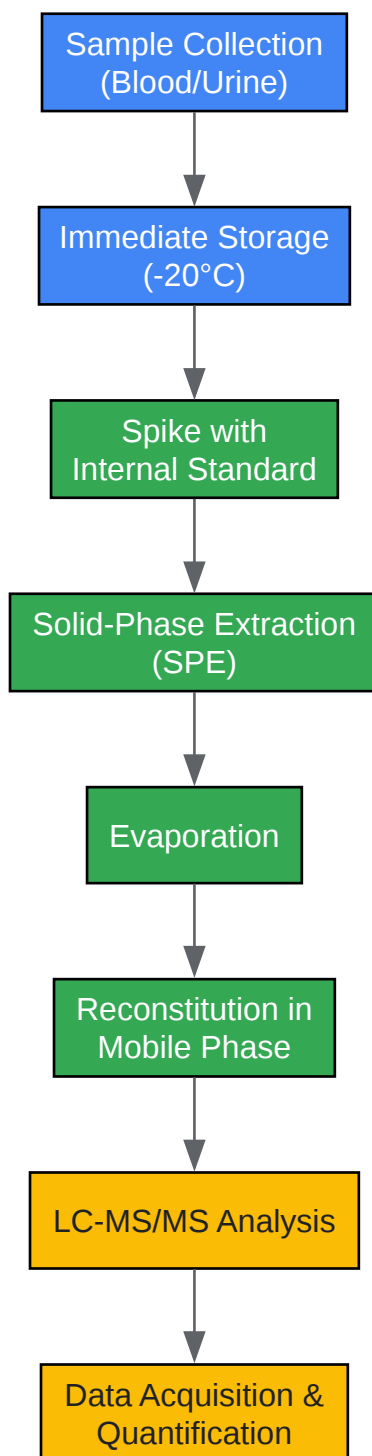 Sample Collection
(Blood/Urine)
Immediate Storage
(-20°C)
Spike with
Internal Standard
Solid-Phase Extraction
(SPE)
Evaporation
Reconstitution in
Mobile Phase
LC-MS/MS Analysis
Data Acquisition &
Quantification